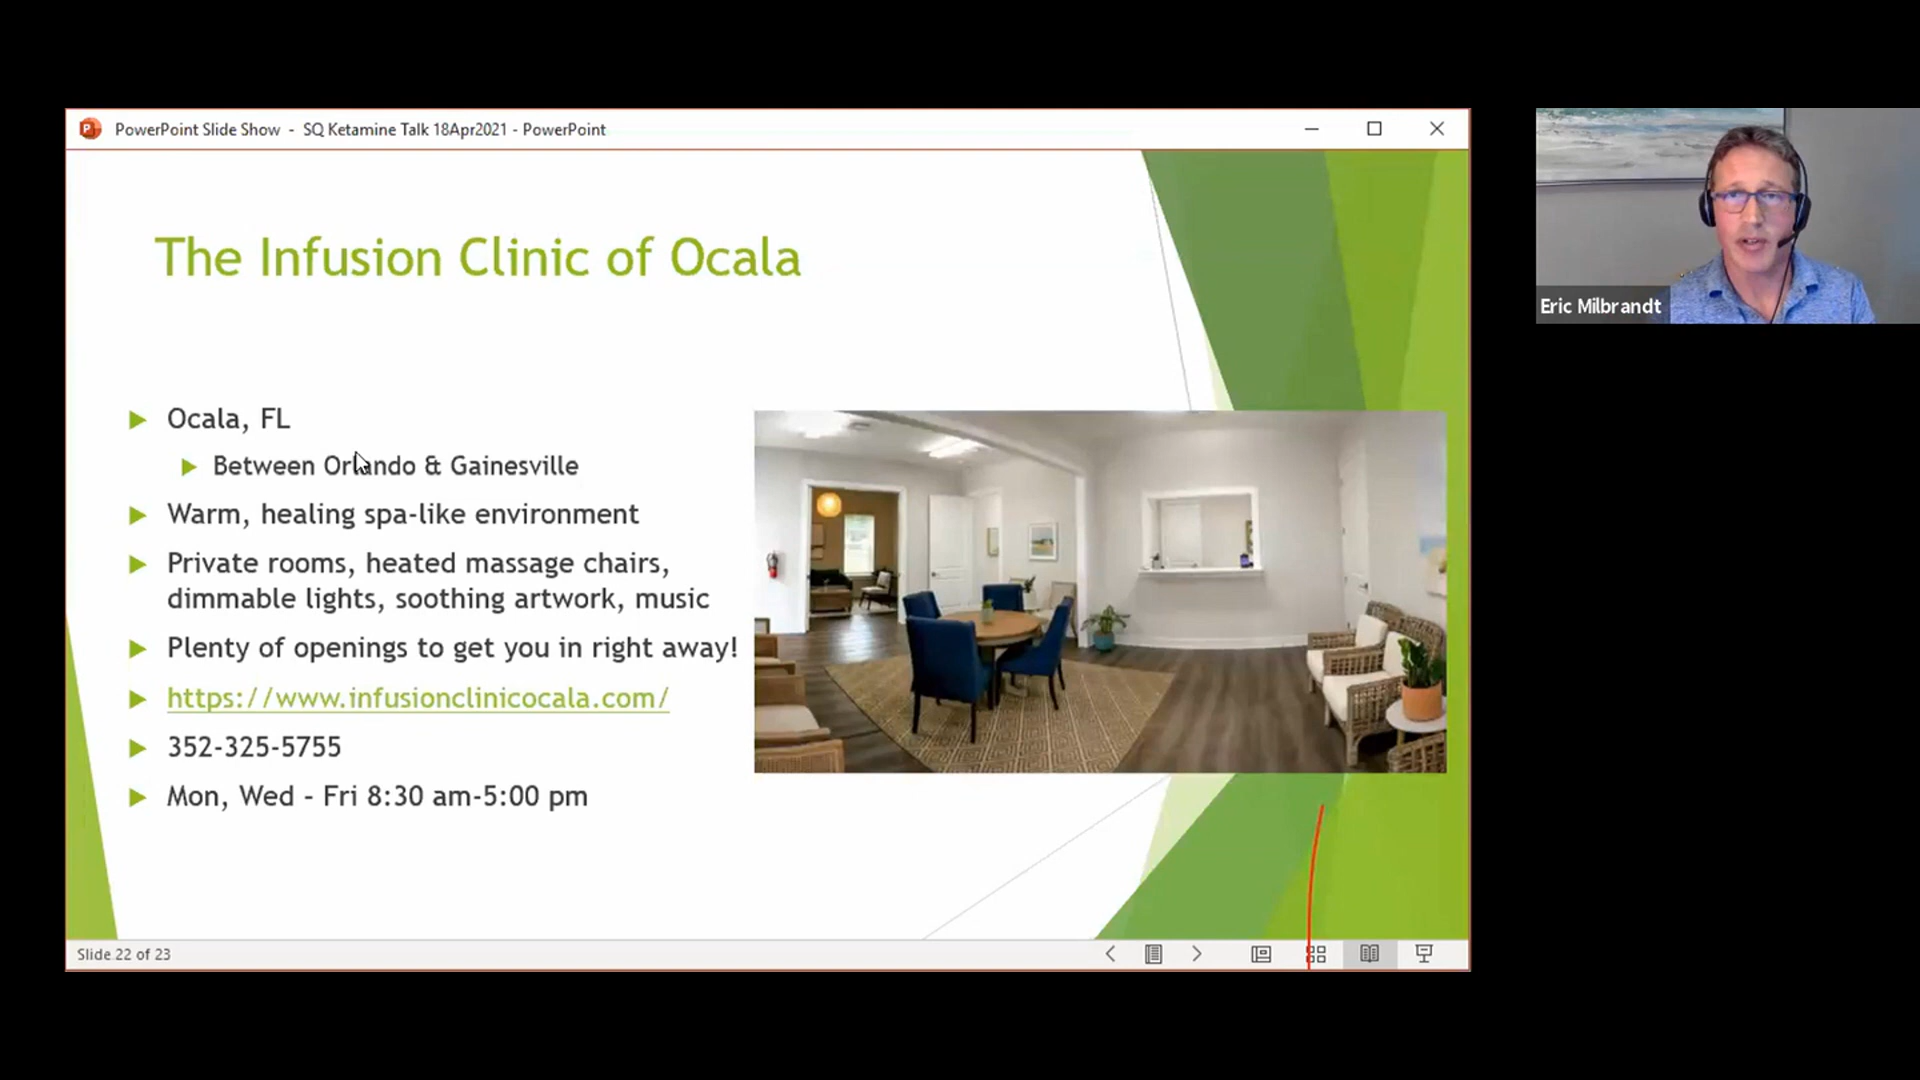 PowerPoint Slide Show - SQ Ketamine Talk 18Apr2021 - PowerPoint
The Infusion Clinic of Ocala
Ocala, FL
Between Orlando & Gainesville
Warm, healing spa-like environment
Private rooms, heated massage chairs,
dimmable lights, soothing artwork, music
Plenty of openings to get you in right away!
https://www.infusionclinicocala.com/
352-325-5755
Mon, Wed - Fri 8:30 am-5:00 pm
Slide 22 of 23
Eric Milbrandt